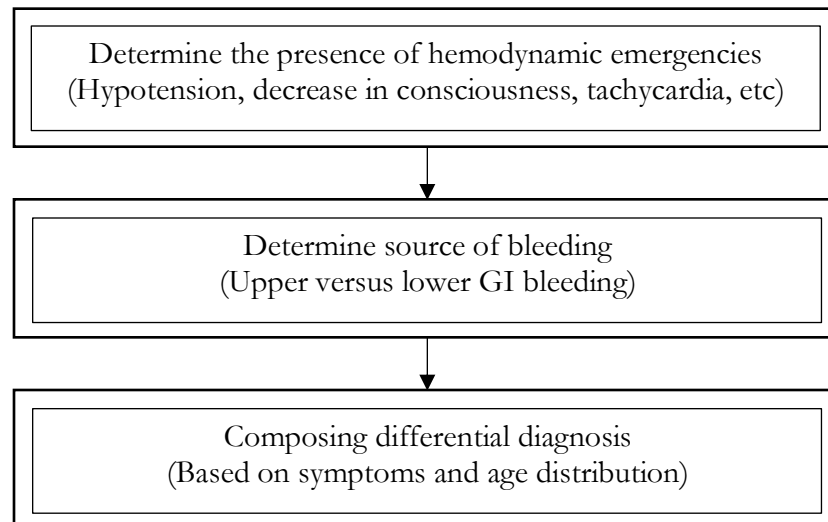 Determine the presence of hemodynamic emergencies
(Hypotension, decrease in consciousness, tachycardia, etc)
Determine source of bleeding
(Upper versus lower GI bleeding)
Composing differential diagnosis
(Based on symptoms and age distribution)